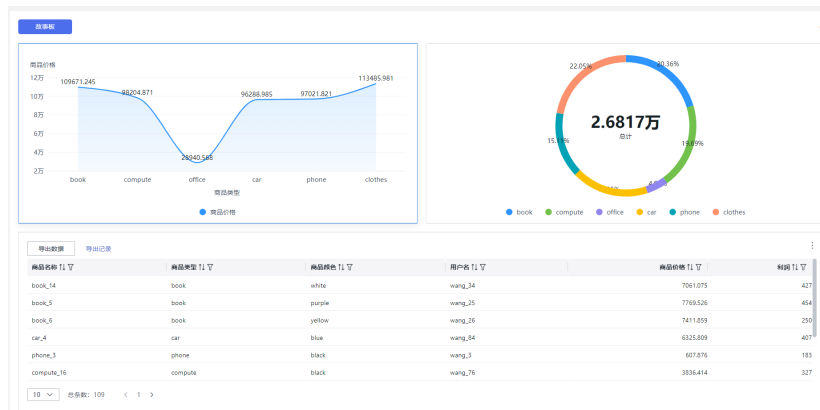 故事板
商品价格
12万
10万
8万
6万
4万
2万
109671.245
98204.871
28940.568
96288.985
97021.821
113485.981
book compute office car phone clothes
商品类型
商品价格
22.05%
20.36%
19.69%
2.6817万
总计
book compute office car phone clothes
导出数据 导出记录
商品名称 商品类型 商品颜色 用户名 商品价格 利润
book_14 book white wang_34 7061.075 427
book_5 book purple wang_25 7769.526 454
book_6 book yellow wang_26 7411.859 250
car_4 car blue wang_84 6325.809 407
phone_3 phone black wang_3 607.876 183
compute_16 compute black wang_76 3836.414 327
10 总条数: 109 < 1 >